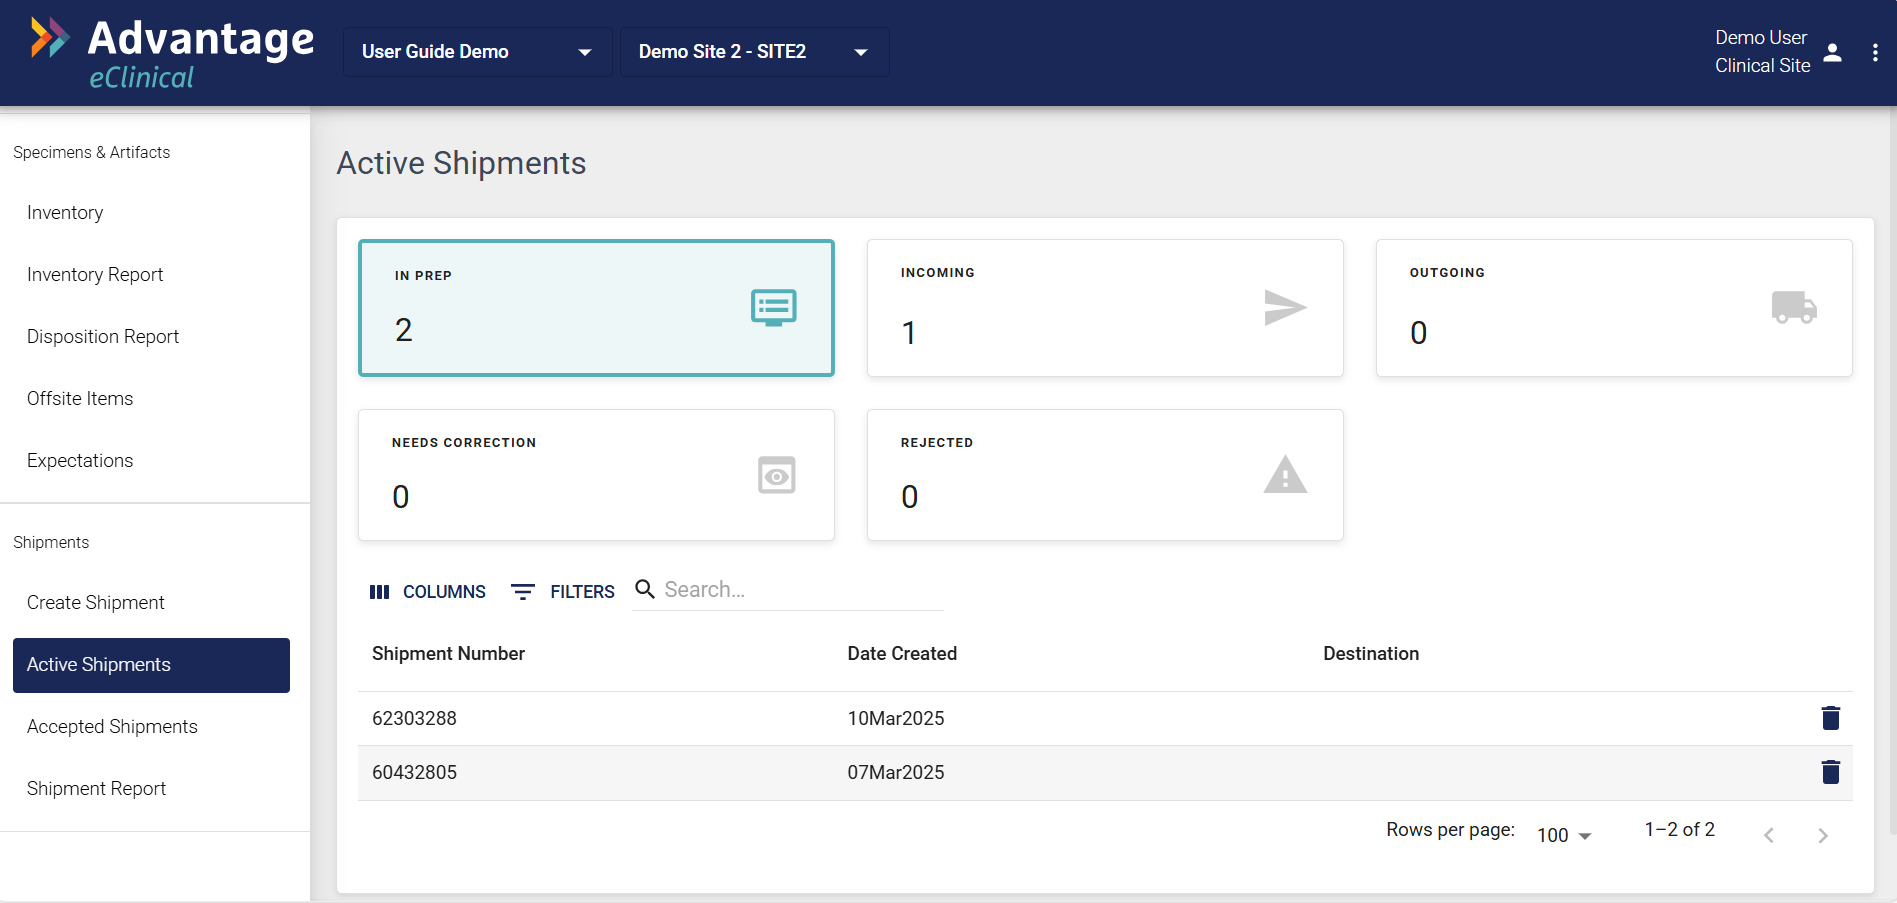 Advantage
eClinical
User Guide Demo
Demo Site 2 - SITE2
Demo User
Clinical Site
Specimens & Artifacts
Inventory
Inventory Report
Disposition Report
Offsite Items
Expectations
Shipments
Create Shipment
Active Shipments
Accepted Shipments
Shipment Report
Active Shipments
IN PREP
2
INCOMING
1
OUTGOING
0
NEEDS CORRECTION
0
REJECTED
0
COLUMNS FILTERS Search...
Shipment Number Date Created Destination
62303288 10Mar2025
60432805 07Mar2025
Rows per page: 100 1–2 of 2